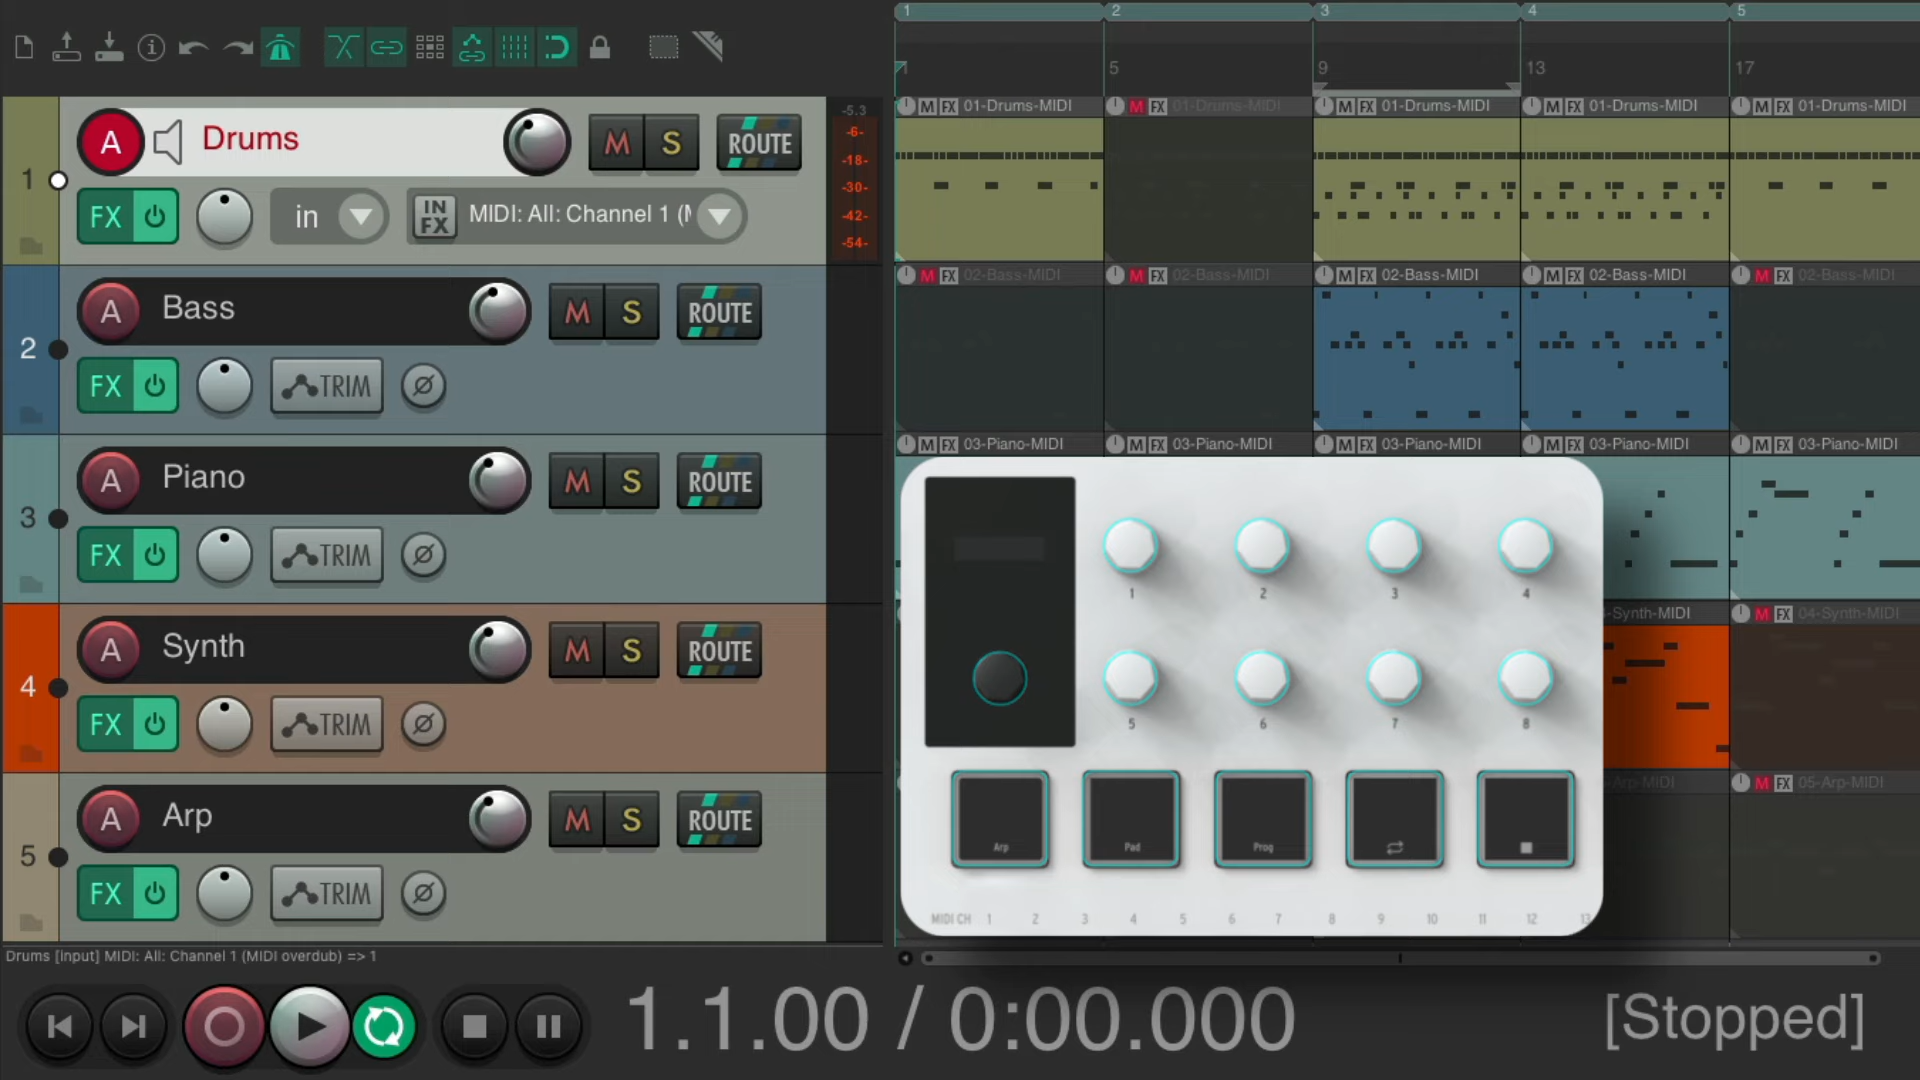 1 2 3 4 5
1 5 9 13 17
-5.3
M FX 01-Drums-MIDI M FX 01-Drums-MIDI M FX 01-Drums-MIDI M FX 01-Drums-MIDI M FX 01-Drums-MIDI
1 A Drums M S ROUTE
-6-
-18-
-30-
-42-
-54-
FX in IN FX MIDI: All: Channel 1 (
M FX 02-Bass-MIDI M FX 02-Bass-MIDI M FX 02-Bass-MIDI M FX 02-Bass-MIDI M FX 02-Bass-MIDI
2 A Bass M S ROUTE
FX TRIM
M FX 03-Piano-MIDI M FX 03-Piano-MIDI M FX 03-Piano-MIDI M FX 03-Piano-MIDI M FX 03-Piano-MIDI
3 A Piano M S ROUTE
FX TRIM
1 2 3 4
-Synth-MIDI M FX 04-Synth-MIDI
4 A Synth M S ROUTE
FX TRIM
5 6 7 8
-Arp-MIDI M FX 05-Arp-MIDI
5 A Arp M S ROUTE
FX TRIM
Arp Pad Prog
MIDI CH 1 2 3 4 5 6 7 8 9 10 11 12 13
Drums [input] MIDI: All: Channel 1 (MIDI overdub) => 1
1.1.00 / 0:00.000 [Stopped]